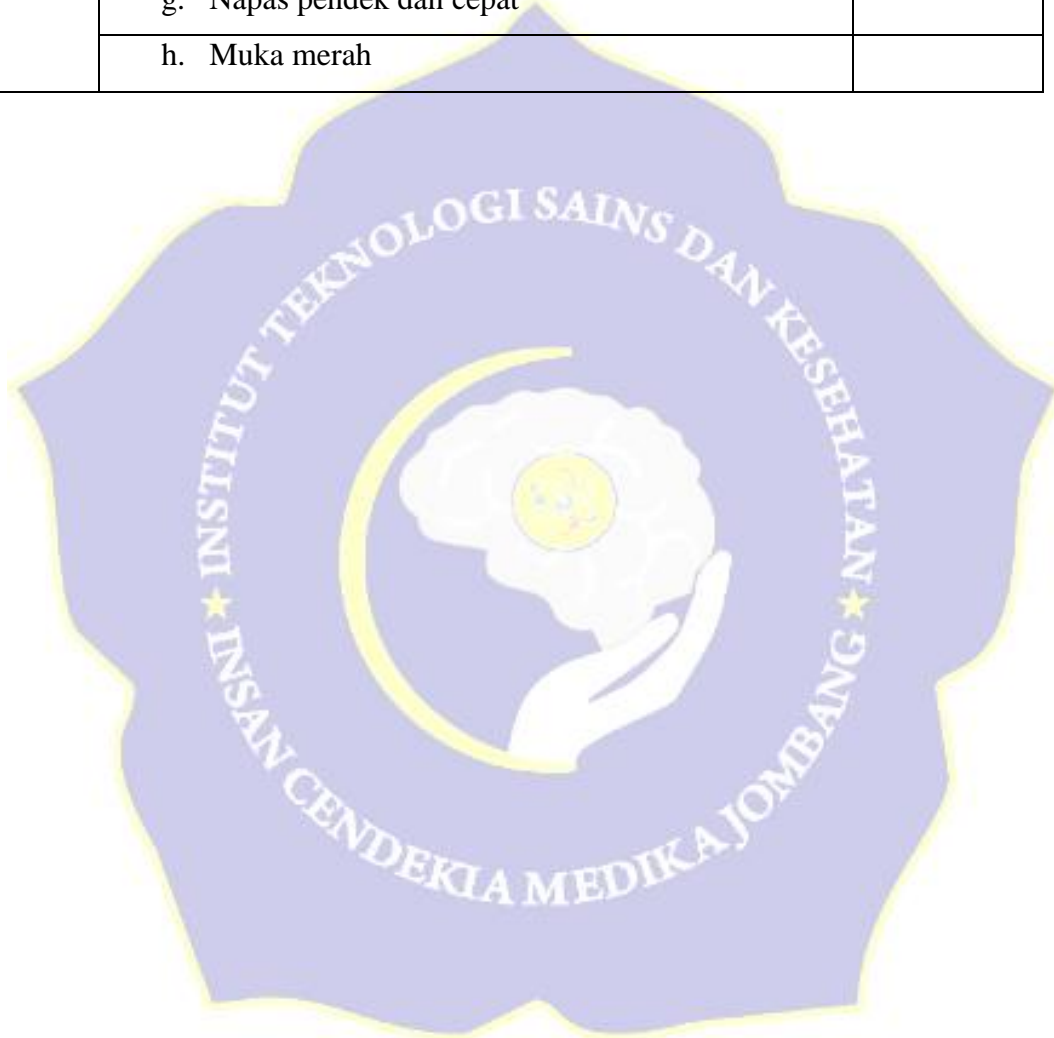 g. Napas pendek dan cepat
h. Muka merah
INSTITUT TEKNOLOGI SAINS DAN KESEHATAN
INSAN CENDEKIA MEDIKA JOMBANG